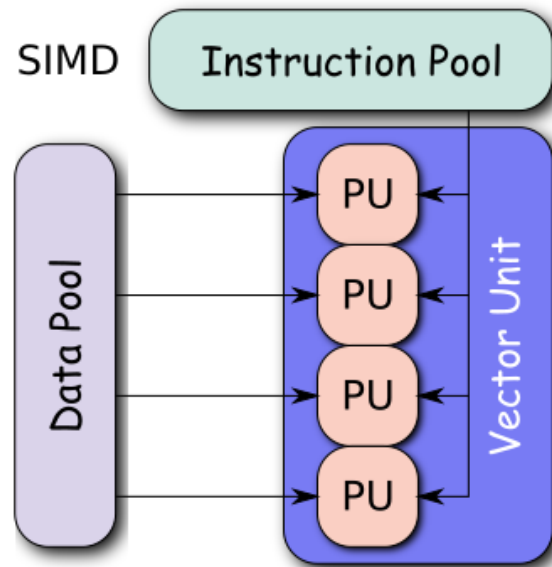 SIMD
Instruction Pool
Data Pool
PU
PU
PU
PU
Vector Unit